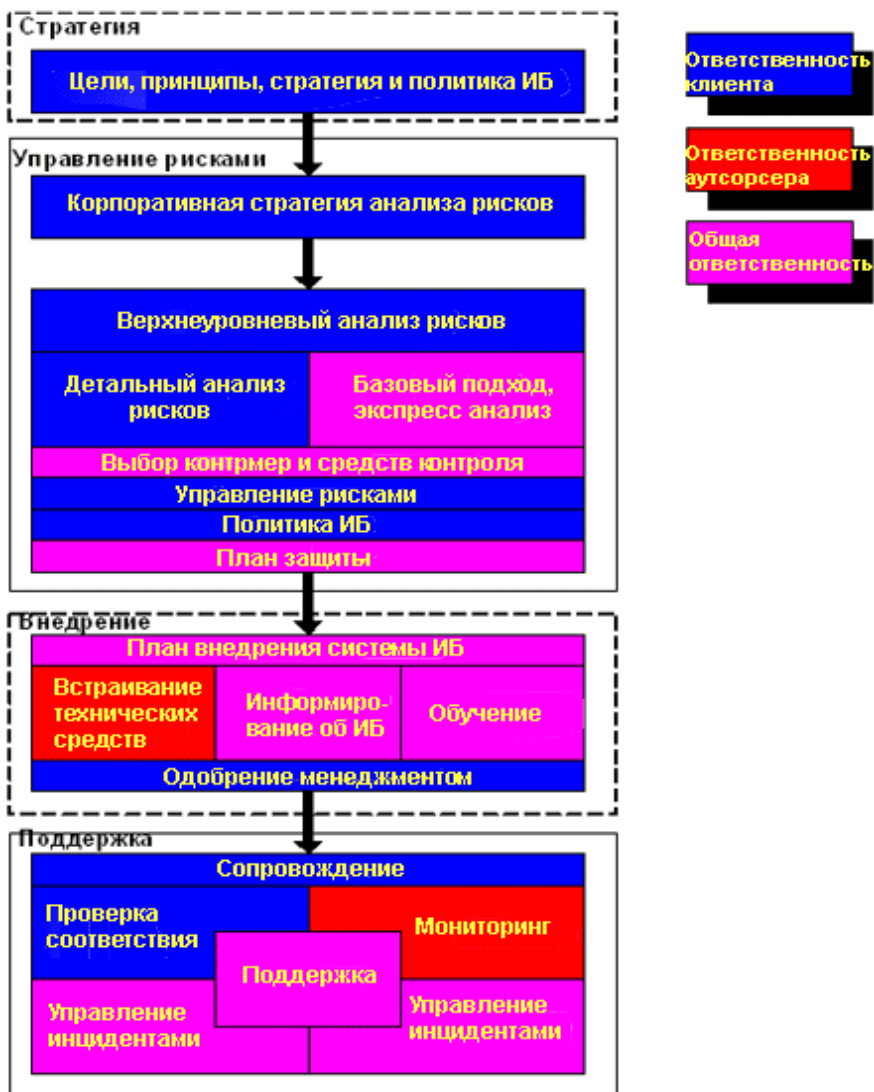 Стратегия
Цели, принципы, стратегия и политика ИБ
Управление рисками
Корпоративная стратегия анализа рисков
Верхнеуровневый анализ рисков
Детальный анализ
рисков
Базовый подход,
экспресс анализ
Выбор контрмер и средств контроля
Управление рисками
Политика ИБ
План защиты
Внедрение
План внедрения системы ИБ
Встраивание
технических
средств
Информиро-
вание об ИБ
Обучение
Одобрение менеджментом
Поддержка
Сопровождение
Проверка
соответствия
Мониторинг
Поддержка
Управление
инцидентами
Управление
инцидентами
Ответственность
клиента
Ответственность
аутсорсера
Общая
ответственность